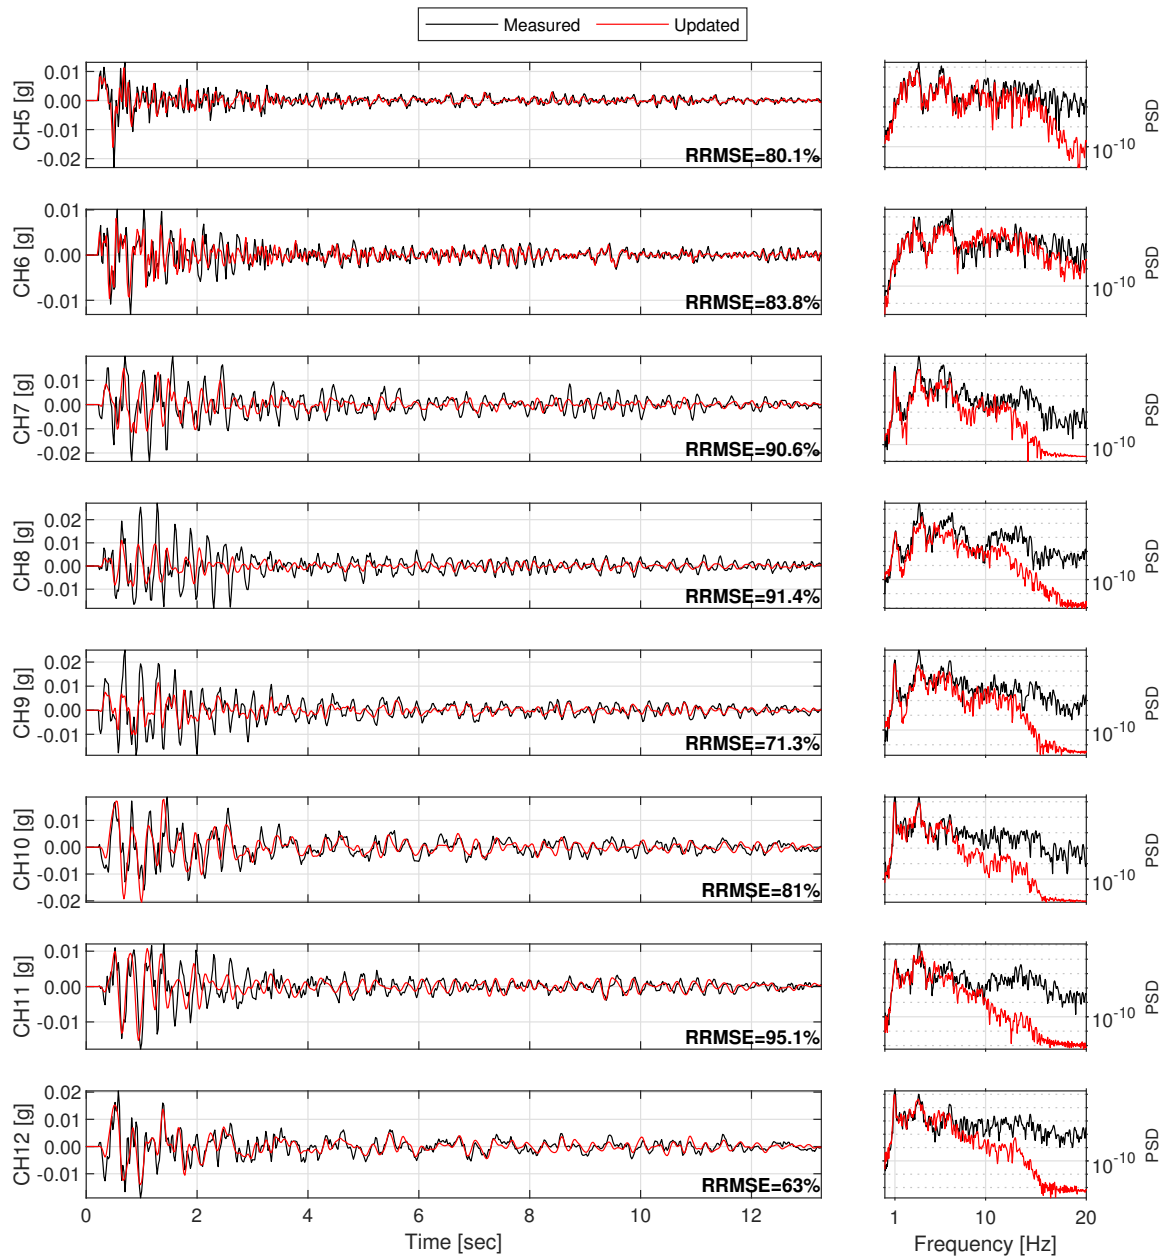 Measured Updated
CH5 [g]
0.01
0.00
-0.01
-0.02
RRMSE=80.1%
10^-10
PSD
CH6 [g]
0.01
0.00
-0.01
RRMSE=83.8%
10^-10
PSD
CH7 [g]
0.01
0.00
-0.01
-0.02
RRMSE=90.6%
10^-10
PSD
CH8 [g]
0.02
0.01
0.00
-0.01
RRMSE=91.4%
10^-10
PSD
CH9 [g]
0.02
0.01
0.00
-0.01
RRMSE=71.3%
10^-10
PSD
CH10 [g]
0.01
0.00
-0.01
-0.02
RRMSE=81%
10^-10
PSD
CH11 [g]
0.01
0.00
-0.01
RRMSE=95.1%
10^-10
PSD
CH12 [g]
0.02
0.01
0.00
-0.01
RRMSE=63%
10^-10
PSD
0 2 4 6 8 10 12
Time [sec]
1 10 20
Frequency [Hz]